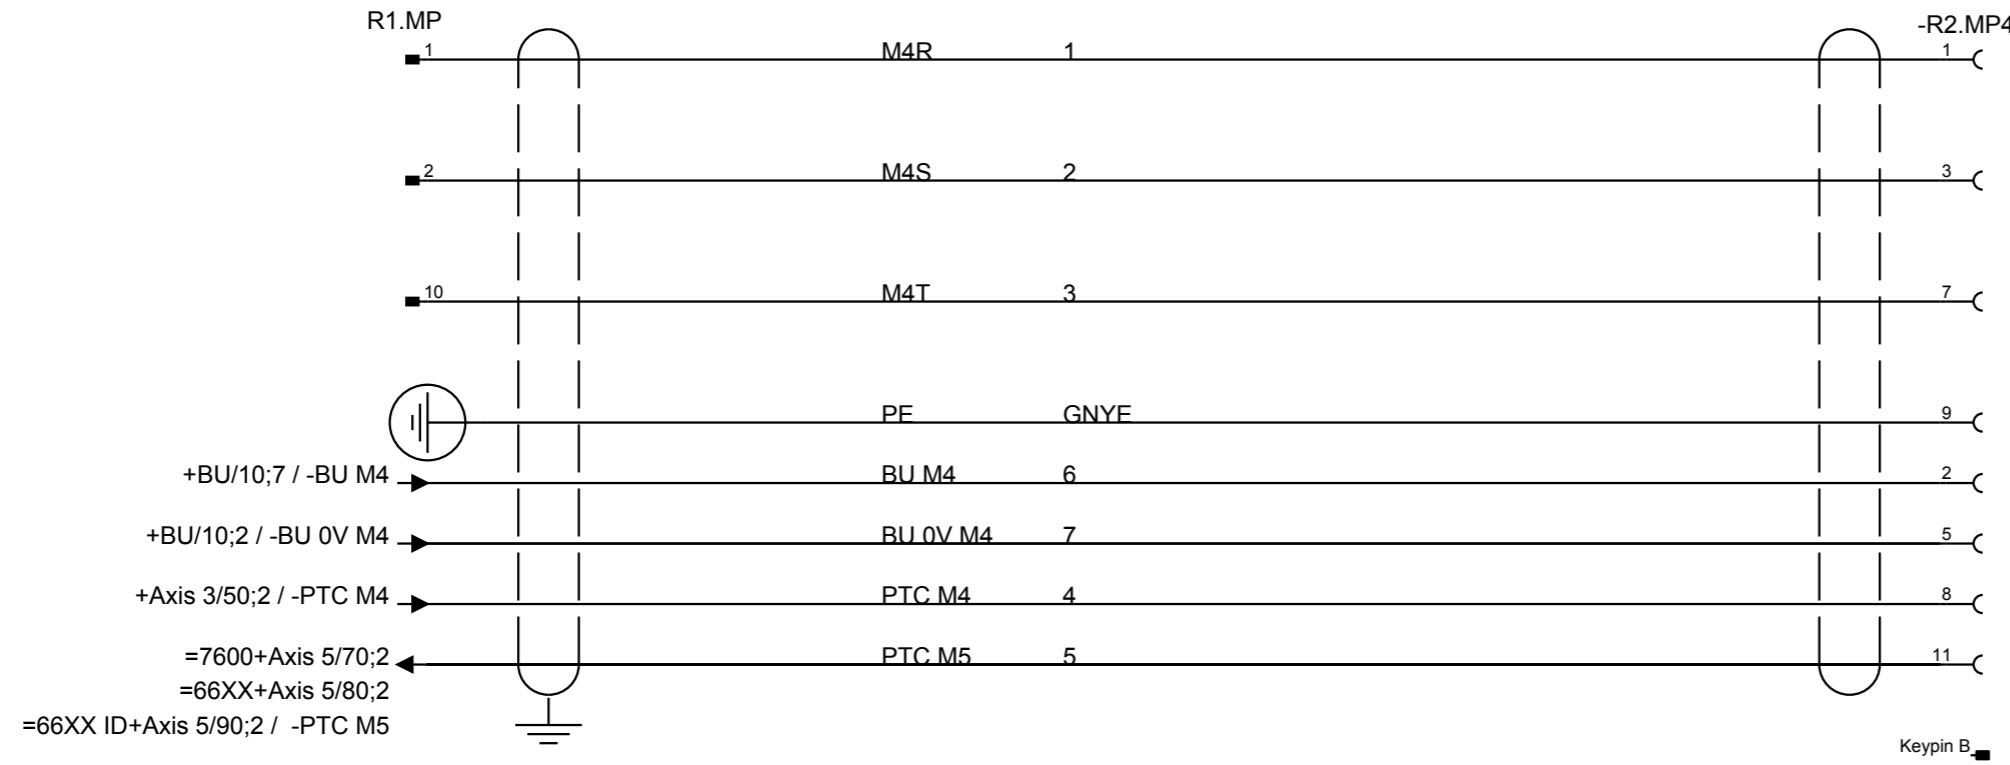 R1.MP -R2.MP4
1 M4R 1 1
2 M4S 2 3
10 M4T 3 7
PE GNYE 9
+BU/10;7 / -BU M4 BU M4 6 2
+BU/10;2 / -BU 0V M4 BU 0V M4 7 5
+Axis 3/50;2 / -PTC M4 PTC M4 4 8
=7600+Axis 5/70;2 PTC M5 5 11
=66XX+Axis 5/80;2
=66XX ID+Axis 5/90;2 / -PTC M5
Keypin B